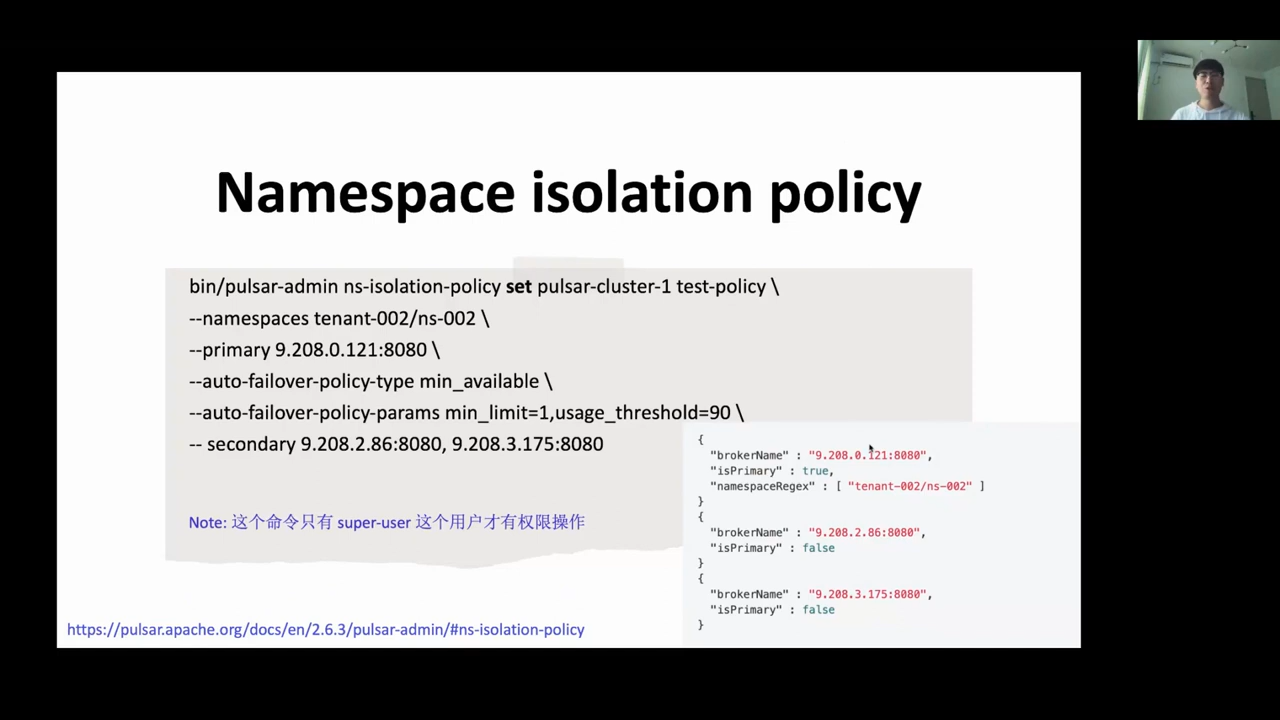 Namespace isolation policy
bin/pulsar-admin ns-isolation-policy set pulsar-cluster-1 test-policy \
--namespaces tenant-002/ns-002 \
--primary 9.208.0.121:8080 \
--auto-failover-policy-type min_available \
--auto-failover-policy-params min_limit=1,usage_threshold=90 \
-- secondary 9.208.2.86:8080, 9.208.3.175:8080
Note: 这个命令只有 super-user 这个用户才有权限操作
{
"brokerName" : "9.208.0.121:8080",
"isPrimary" : true,
"namespaceRegex" : [ "tenant-002/ns-002" ]
}
{
"brokerName" : "9.208.2.86:8080",
"isPrimary" : false
}
{
"brokerName" : "9.208.3.175:8080",
"isPrimary" : false
}
https://pulsar.apache.org/docs/en/2.6.3/pulsar-admin/#ns-isolation-policy